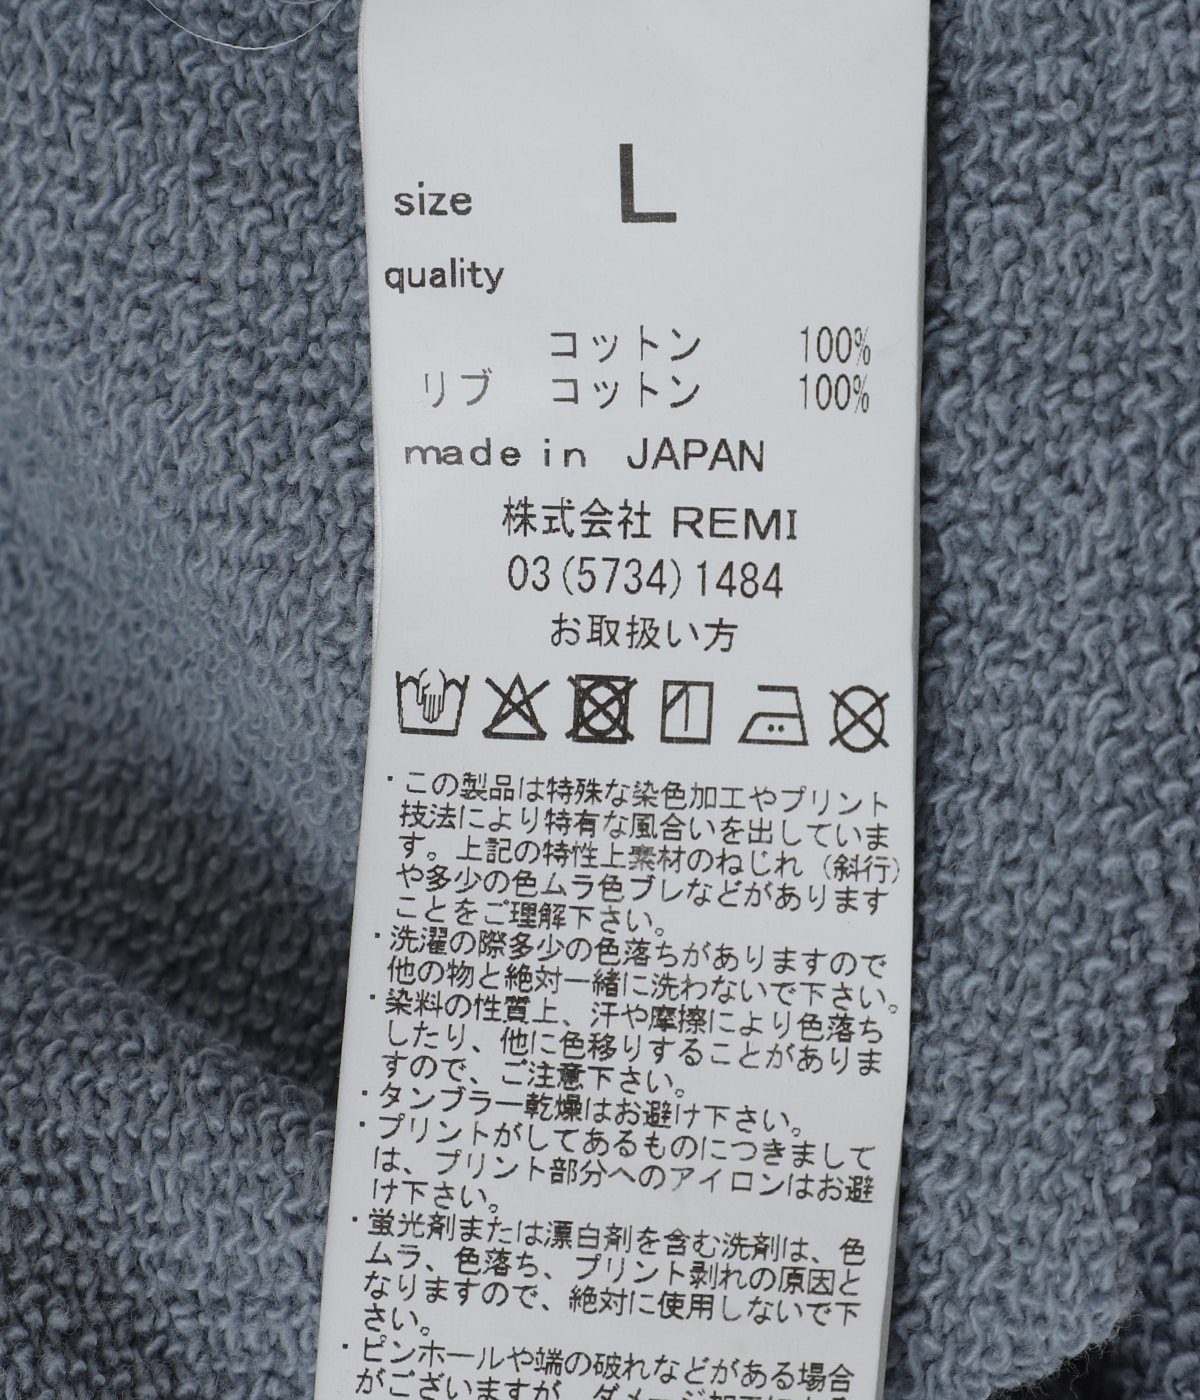 size L
quality
コットン 100%
リブ コットン 100%
made in JAPAN
株式会社 REMI
03(5734)1484
お取扱い方
・この製品は特殊な染色加工やプリント
技法により特有な風合いを出していま
す。上記の特性上素材のねじれ(斜行)
や多少の色ムラ色ブレなどがあります
ことをご理解下さい。
・洗濯の際多少の色落ちがありますので
他の物と絶対一緒に洗わないで下さい。
・染料の性質上、汗や摩擦により色落ち
したり、他に色移りすることがありま
すので、ご注意下さい。
・タンブラー乾燥はお避け下さい。
・プリントがしてあるものにつきまして
は、プリント部分へのアイロンはお避
け下さい。
・蛍光剤または漂白剤を含む洗剤は、色
ムラ、色落ち、プリント剥れの原因と
なりますので、絶対に使用しないで下
さい。
・ピンホールや端の破れなどがある場合
がございますが、ダメージ加工に